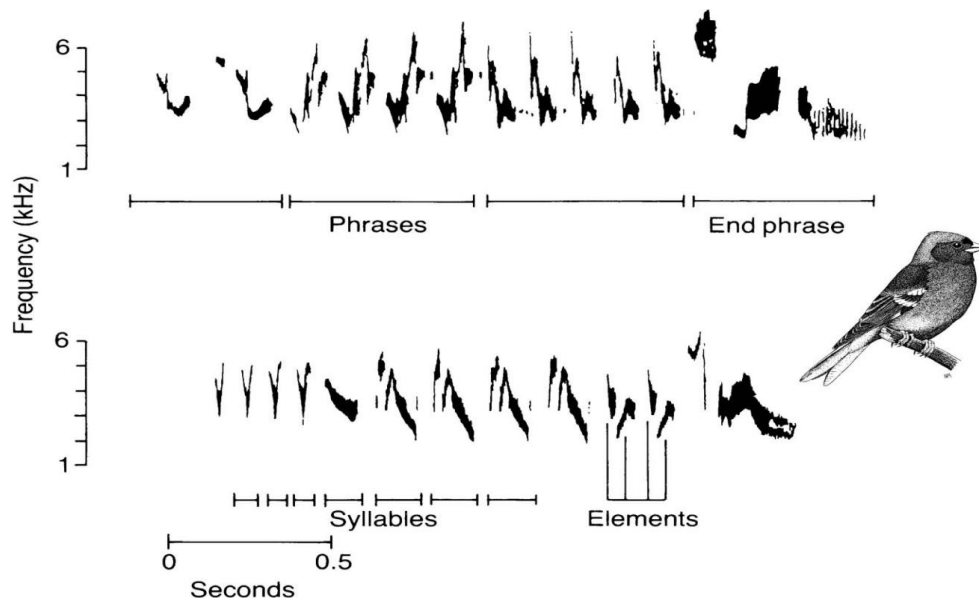 6
1
Frequency (kHz)
Phrases
End phrase
6
1
Syllables
Elements
0
0.5
Seconds